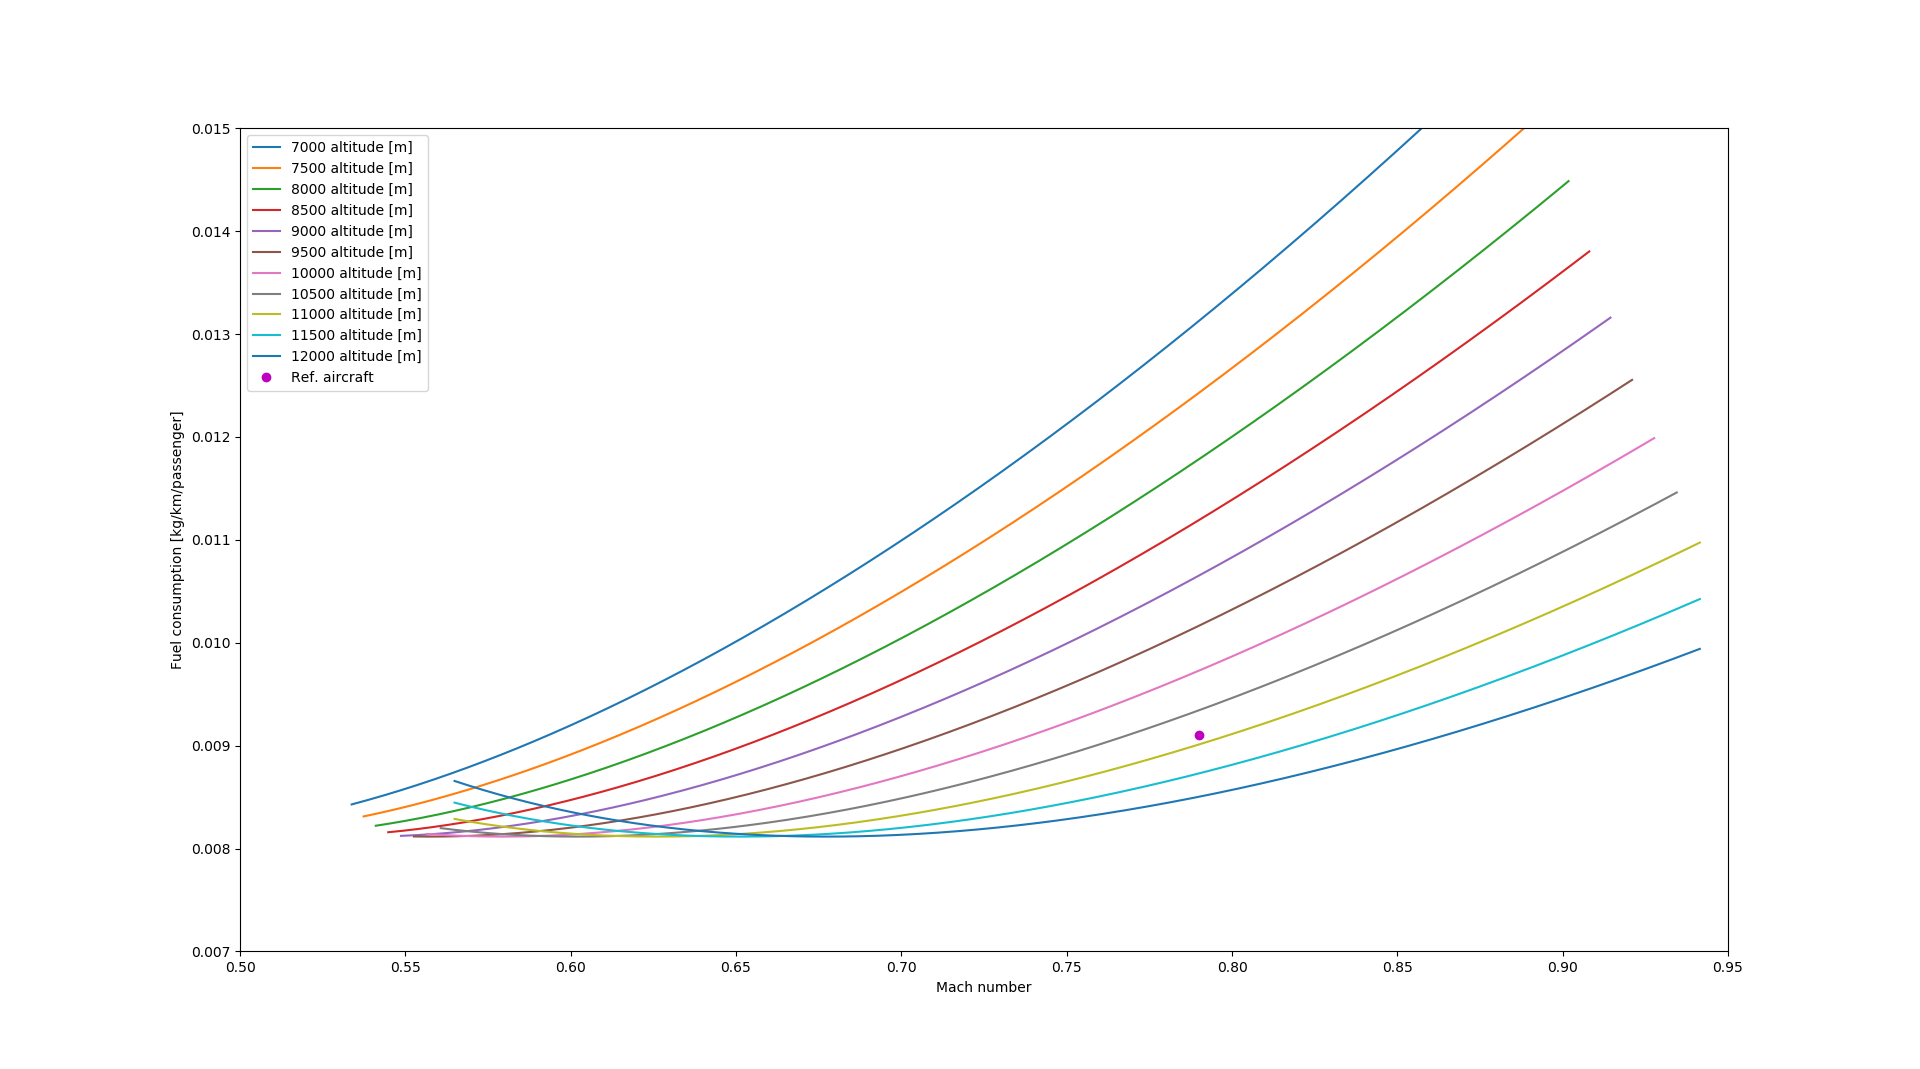 0.015
0.014
0.013
0.012
0.011
0.010
0.009
0.008
0.007
Fuel consumption [kg/km/passenger]
7000 altitude [m]
7500 altitude [m]
8000 altitude [m]
8500 altitude [m]
9000 altitude [m]
9500 altitude [m]
10000 altitude [m]
10500 altitude [m]
11000 altitude [m]
11500 altitude [m]
12000 altitude [m]
Ref. aircraft
0.50 0.55 0.60 0.65 0.70 0.75 0.80 0.85 0.90 0.95
Mach number